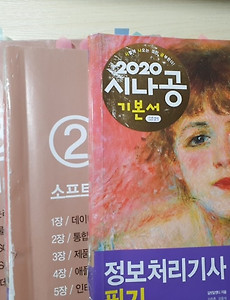 ②
소프트
1장 / 데이
2장 / 통합
3장 / 제품
4장 / 애플
5장 / 인터
2020
시나공
기본서
정보처리기사
필기